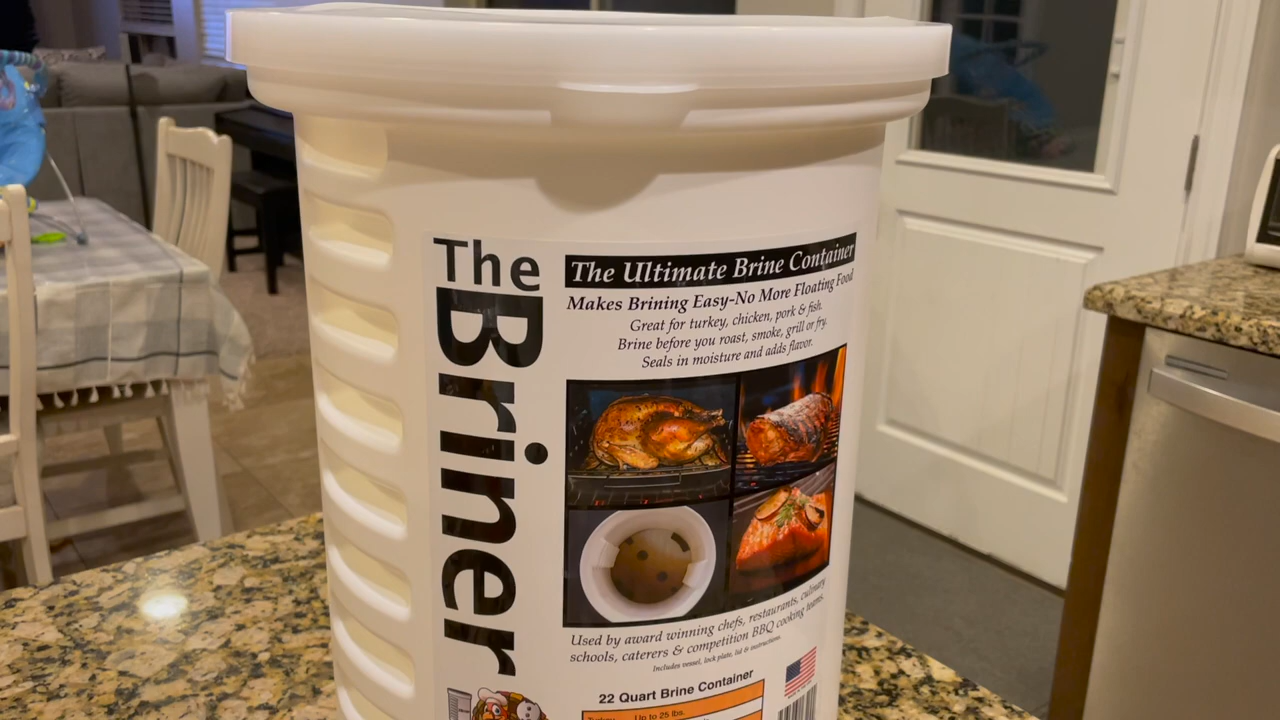 The
Briner
The Ultimate Brine Container
Makes Brining Easy-No More Floating Food
Great for turkey, chicken, pork & fish.
Brine before you roast, smoke, grill or fry.
Seals in moisture and adds flavor.
Used by award winning chefs, restaurants, culinary
schools, caterers & competition BBQ cooking teams.
Includes vessel, lock plate, lid & instructions.
22 Quart Brine Container
Turkey Up to 25 lbs.